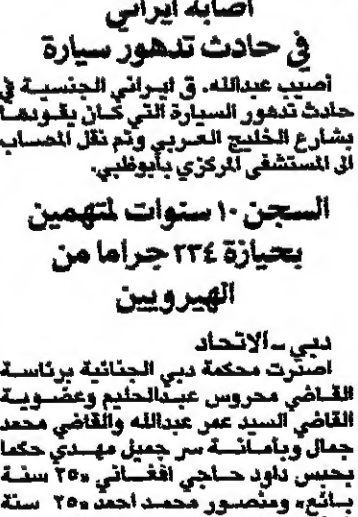 اصابة ايراني
في حادث تدهور سيارة
أصيب عبدالله. ق ايراني الجنسية في
حادث تدهور السيارة التي كان يقودها
بشارع الخليج العربي وتم نقل المصاب
الى المستشفى المركزي بأبوظبي.
السجن ١٠ سنوات لمتهمين
بحيازة ٢٣٤ جراما من
الهيرويين
دبي - الاتحاد
اصدرت محكمة دبي الجنائية برئاسة
القاضي محروس عبدالحليم وعضوية
القاضي السيد عمر عبدالله والقاضي محمد
جمال وبأمانة سر جميل مهدي حكما
بحبس داود حاجي افغاني «٢٥ سنة
بائع» ومنصور محمد احمد «٢٥ سنة